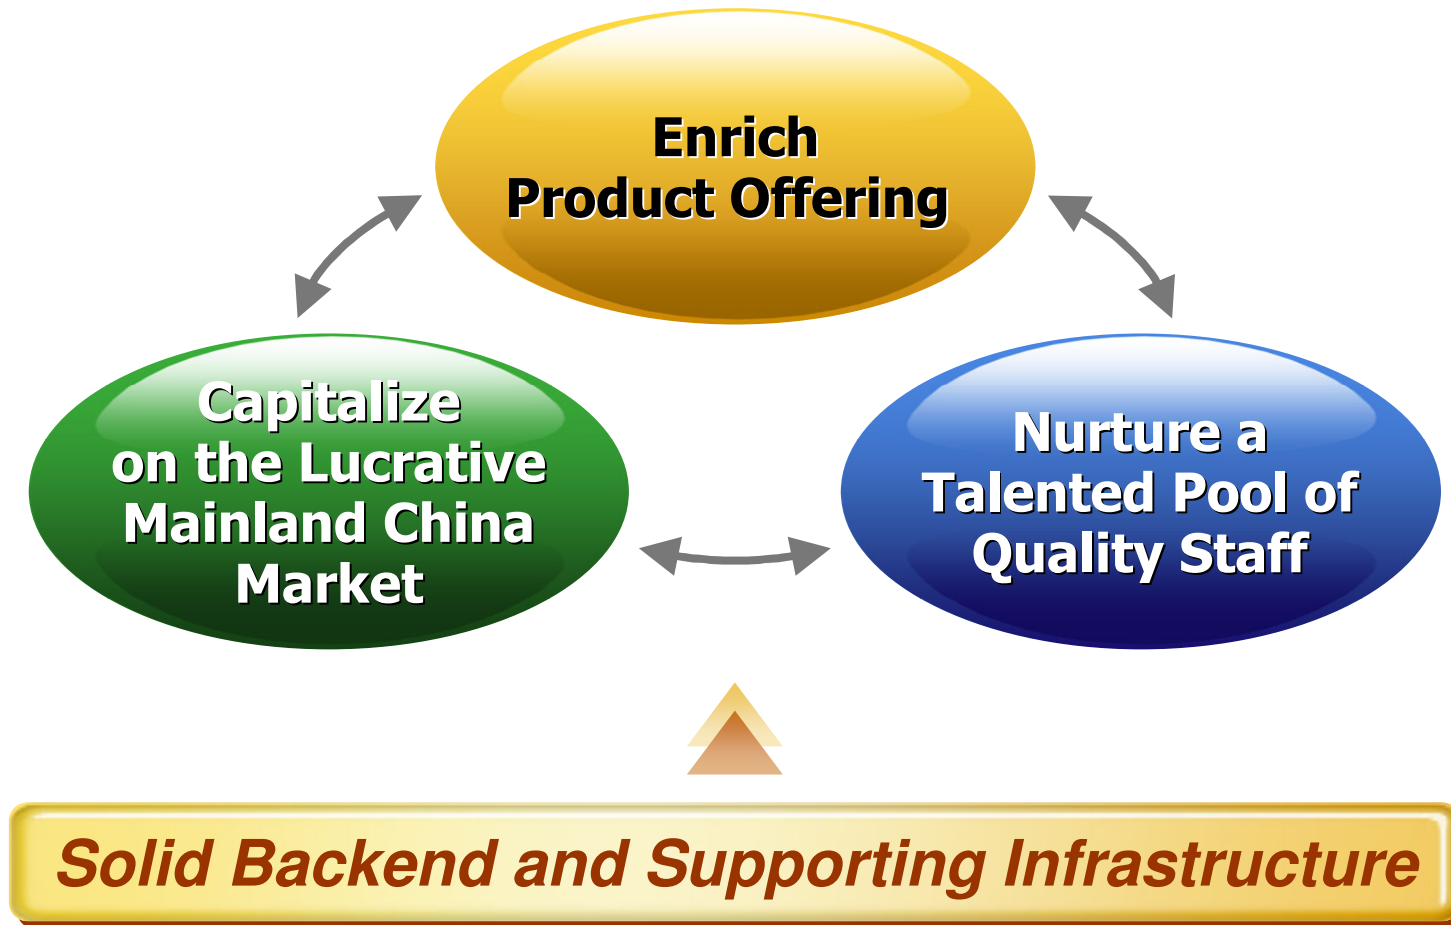 Enrich
Product Offering
Capitalize
on the Lucrative
Mainland China
Market
Nurture a
Talented Pool of
Quality Staff
Solid Backend and Supporting Infrastructure